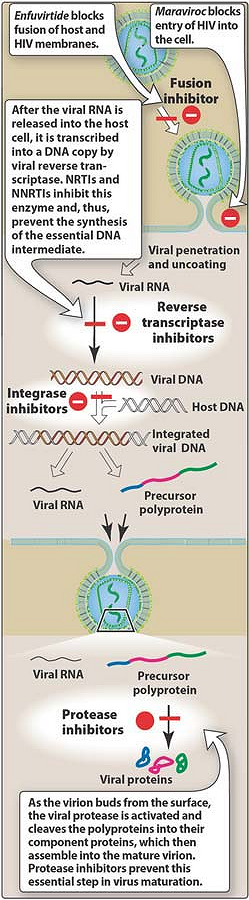 Enfuvirtide blocks
fusion of host and
HIV membranes.
Maraviroc blocks
entry of HIV into
the cell.
Fusion
inhibitor
After the viral RNA is
released into the host
cell, it is transcribed
into a DNA copy by
viral reverse tran-
scriptase. NRTIs and
NNRTIs inhibit this
enzyme and, thus,
prevent the synthesis
of the essential DNA
intermediate.
Viral penetration
and uncoating
Viral RNA
Reverse
transcriptase
inhibitors
Viral DNA
Integrase
inhibitors
Host DNA
Integrated
viral DNA
Viral RNA
Precursor
polyprotein
Viral RNA
Precursor
polyprotein
Protease
inhibitors
Viral proteins
As the virion buds from the surface,
the viral protease is activated and
cleaves the polyproteins into their
component proteins, which then
assemble into the mature virion.
Protease inhibitors prevent this
essential step in virus maturation.